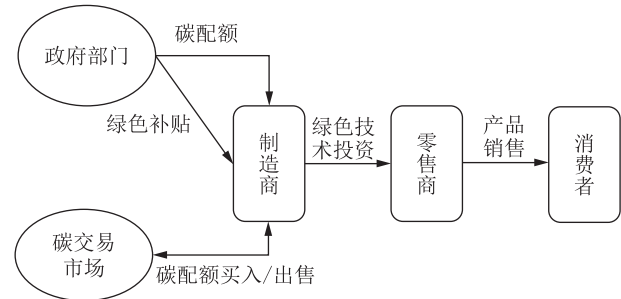 碳配额
政府部门
绿色补贴
制造商
绿色技
术投资
零售商
产品
销售
消费者
碳交易
市场
碳配额买入/出售